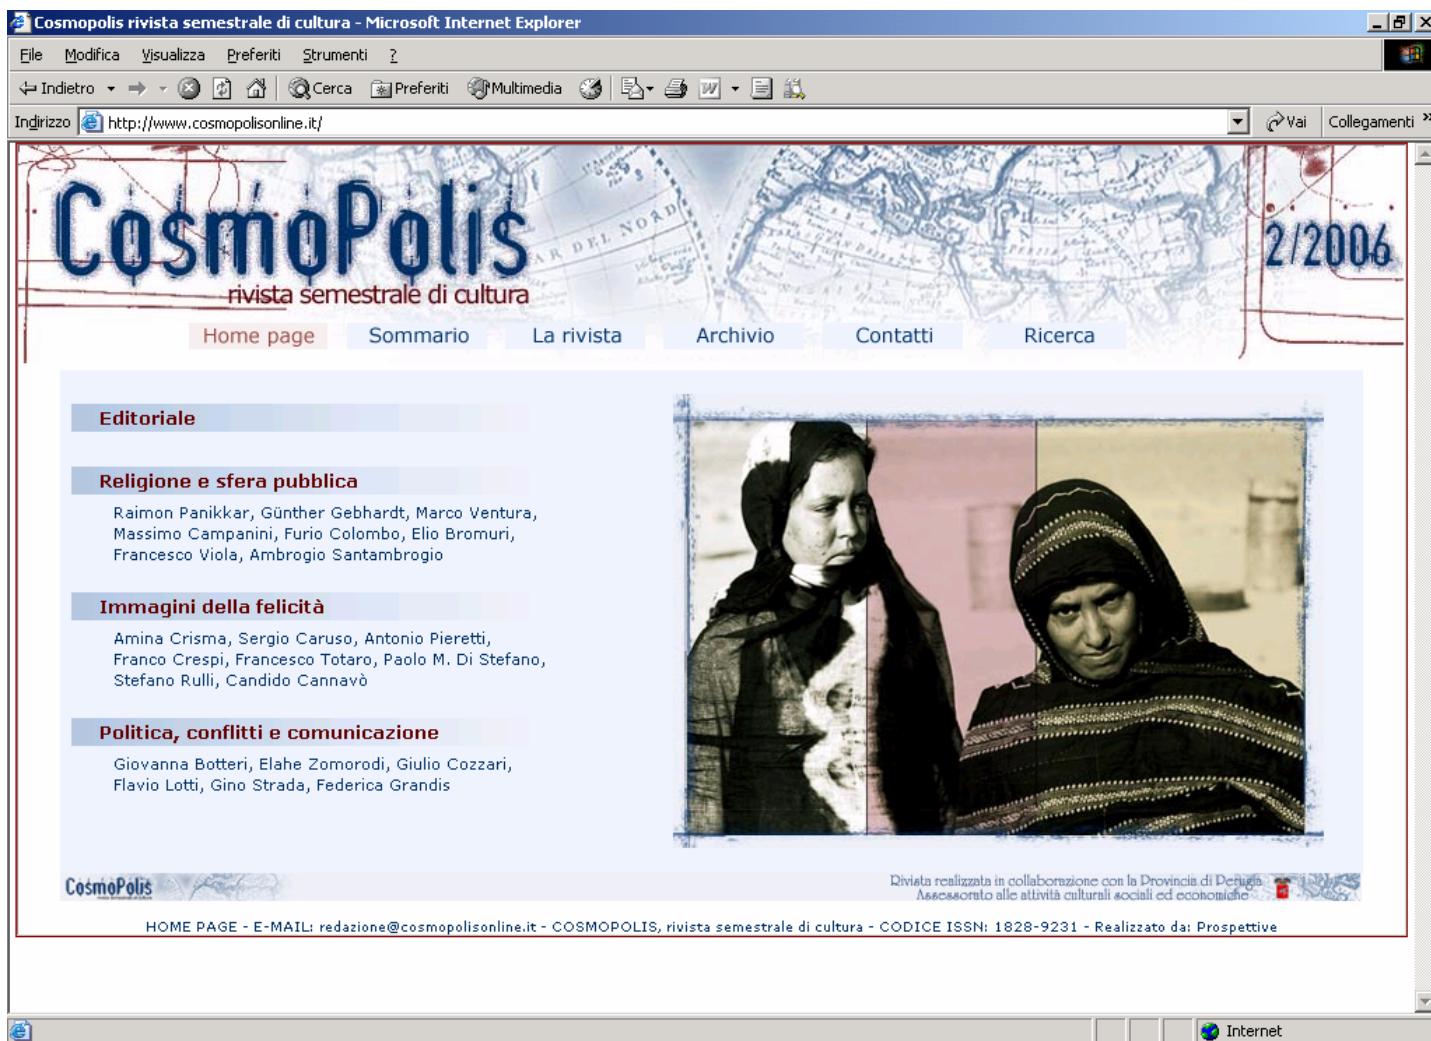 Cosmopolis rivista semestrale di cultura - Microsoft Internet Explorer
File Modifica Visualizza Preferiti Strumenti ?
Indietro Cerca Preferiti Multimedia
Indirizzo http://www.cosmopolisonline.it/ Vai Collegamenti »
CosmoPolis
MAR DEL NORD
2/2006
rivista semestrale di cultura
Home page Sommario La rivista Archivio Contatti Ricerca
Editoriale
Religione e sfera pubblica
Raimon Panikkar, Günther Gebhardt, Marco Ventura,
Massimo Campanini, Furio Colombo, Elio Bromuri,
Francesco Viola, Ambrogio Santambrogio
Immagini della felicità
Amina Crisma, Sergio Caruso, Antonio Pieretti,
Franco Crespi, Francesco Totaro, Paolo M. Di Stefano,
Stefano Rulli, Candido Cannavò
Politica, conflitti e comunicazione
Giovanna Botteri, Elahe Zomorodi, Giulio Cozzari,
Flavio Lotti, Gino Strada, Federica Grandis
CosmoPolis
Rivista realizzata in collaborazione con la Provincia di Perugia
Assessorato alle attività culturali sociali ed economiche
HOME PAGE - E-MAIL: redazione@cosmopolisonline.it - COSMOPOLIS, rivista semestrale di cultura - CODICE ISSN: 1828-9231 - Realizzato da: Prospettive
Internet